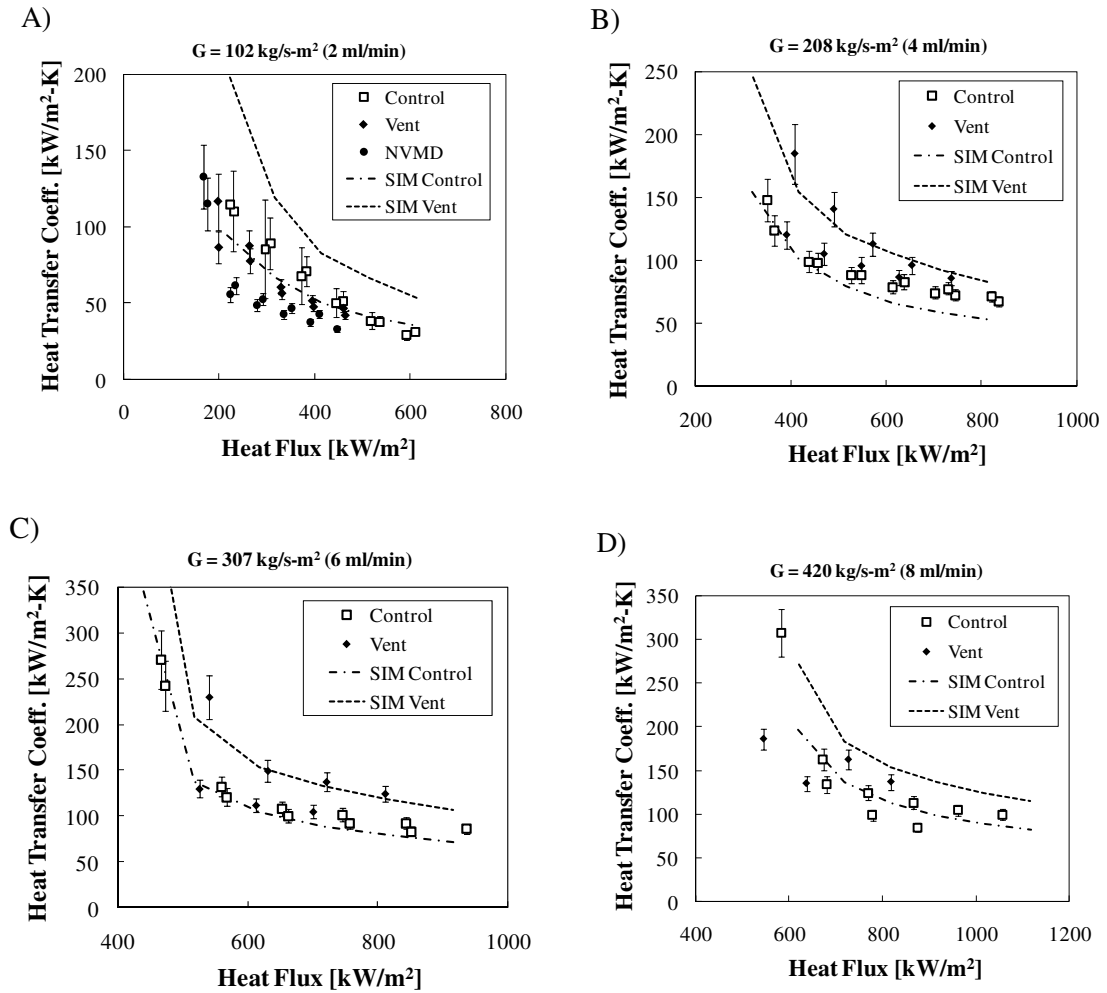 A)
G = 102 kg/s-m² (2 ml/min)
Heat Transfer Coeff. [kW/m²-K]
200
150
100
50
0
Control
Vent
NVMD
SIM Control
SIM Vent
0 200 400 600 800
Heat Flux [kW/m²]
B)
G = 208 kg/s-m² (4 ml/min)
Heat Transfer Coeff. [kW/m²-K]
250
200
150
100
50
0
Control
Vent
SIM Control
SIM Vent
200 400 600 800 1000
Heat Flux [kW/m²]
C)
G = 307 kg/s-m² (6 ml/min)
Heat Transfer Coeff. [kW/m²-K]
350
300
250
200
150
100
50
0
Control
Vent
SIM Control
SIM Vent
400 600 800 1000
Heat Flux [kW/m²]
D)
G = 420 kg/s-m² (8 ml/min)
Heat Transfer Coeff. [kW/m²-K]
350
300
250
200
150
100
50
0
Control
Vent
SIM Control
SIM Vent
400 600 800 1000 1200
Heat Flux [kW/m²]